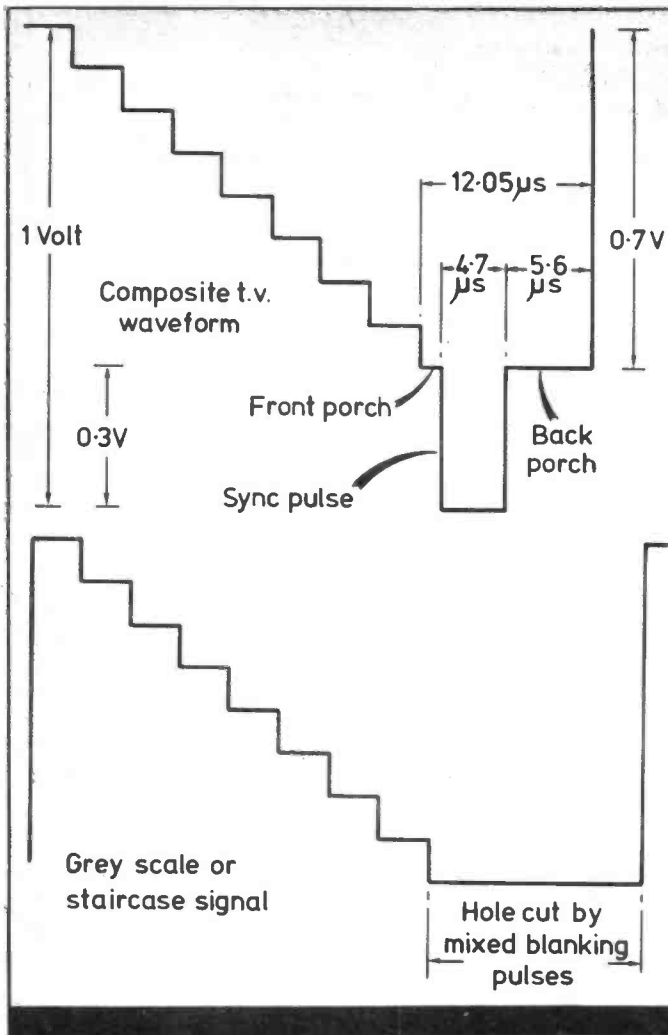 12·05µs
1 Volt
0·7V
4·7
µs
5·6
µs
Composite t.v.
waveform
Front porch
0·3V
Back
porch
Sync pulse
Grey scale or
staircase signal
Hole cut by
mixed blanking
pulses